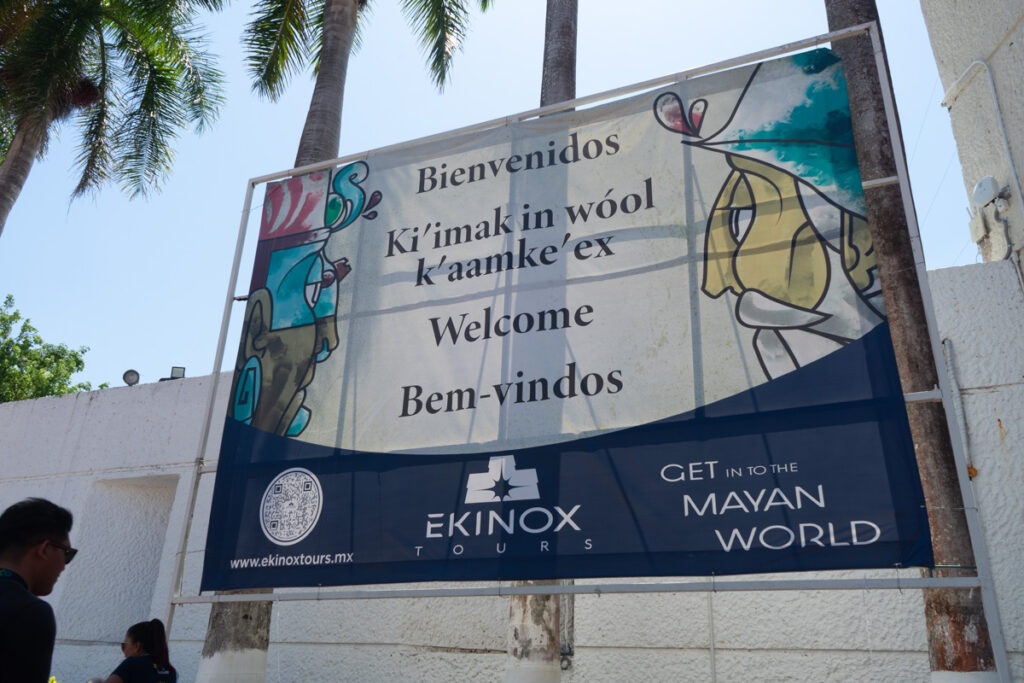 Bienvenidos
Ki'imak in wóol
k'aamke'ex
Welcome
Bem-vindos
www.ekinoxtours.mx
EKINOX
TOURS
GET IN TO THE
MAYAN
WORLD